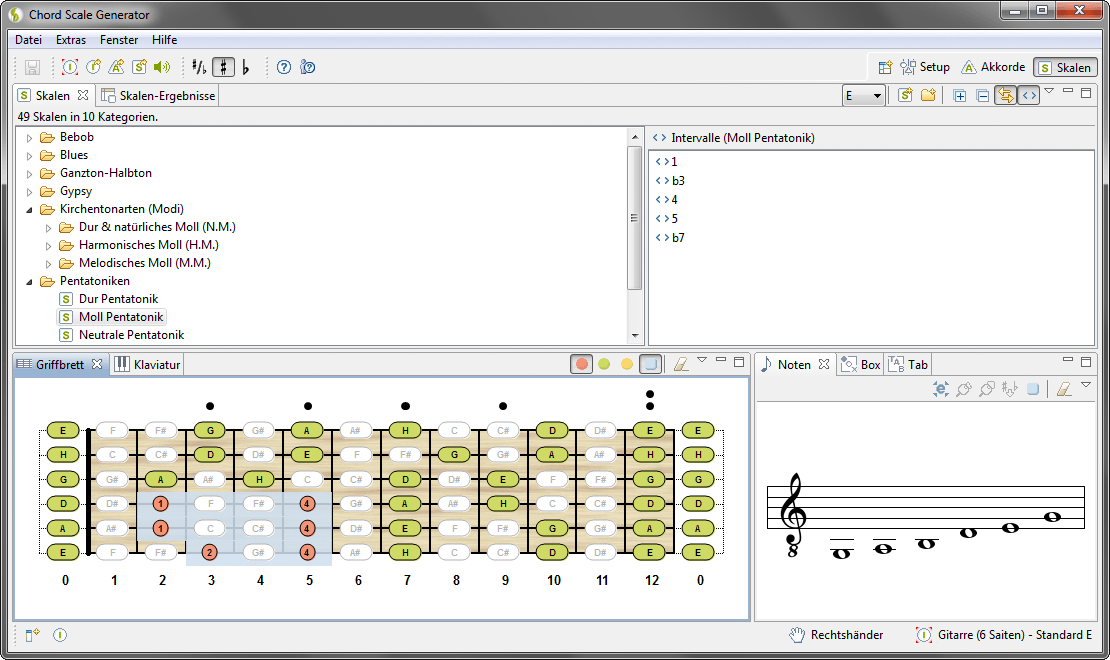 Chord Scale Generator
Datei Extras Fenster Hilfe
Setup Akkorde Skalen
Skalen Skalen-Ergebnisse E
49 Skalen in 10 Kategorien.
Bebob
Blues
Ganzton-Halbton
Gypsy
Kirchentonarten (Modi)
Dur & natürliches Moll (N.M.)
Harmonisches Moll (H.M.)
Melodisches Moll (M.M.)
Pentatoniken
Dur Pentatonik
Moll Pentatonik
Neutrale Pentatonik
Intervalle (Moll Pentatonik)
1
b3
4
5
b7
Griffbrett Klaviatur
E F F# G G# A A# H C C# D D# E E
H C C# D D# E F F# G G# A A# H H
G G# A A# H C C# D D# E F F# G G
D D# 1 F F# 4 G# A A# H C C# D D
A A# 1 C C# 4 D# E F F# G G# A A
E F F# 2 G# 4 A# H C C# D D# E E
0 1 2 3 4 5 6 7 8 9 10 11 12 0
Noten Box Tab
8
Rechtshänder Gitarre (6 Saiten) - Standard E